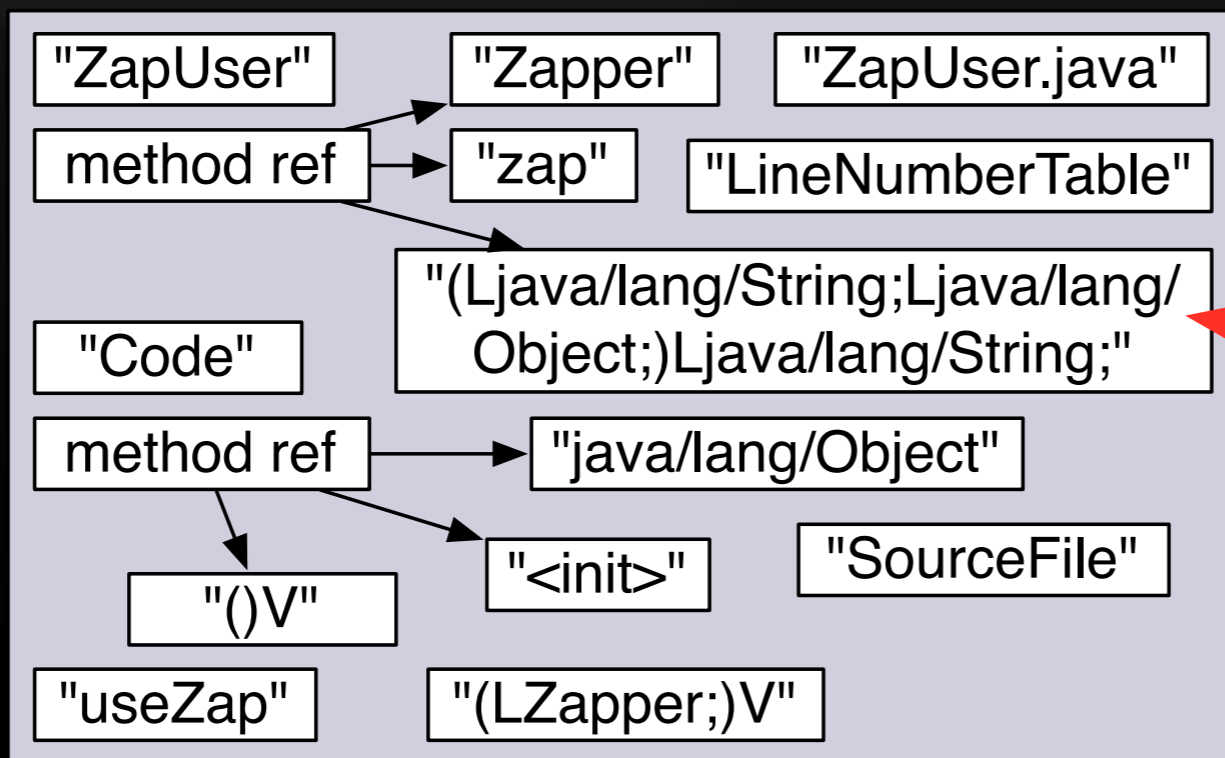 "ZapUser"
"Zapper"
"ZapUser.java"
method ref
"zap"
"LineNumberTable"
"(Ljava/lang/String;Ljava/lang/
Object;)Ljava/lang/String;"
"Code"
method ref
"java/lang/Object"
"<init>"
"SourceFile"
"()V"
"useZap"
"(LZapper;)V"